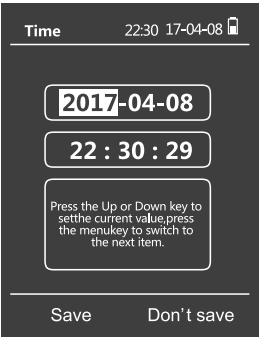 Time 22:30 17-04-08
2017-04-08
22 : 30 : 29
Press the Up or Down key to
setthe current value,press
the menukey to switch to
the next item.
Save Don't save